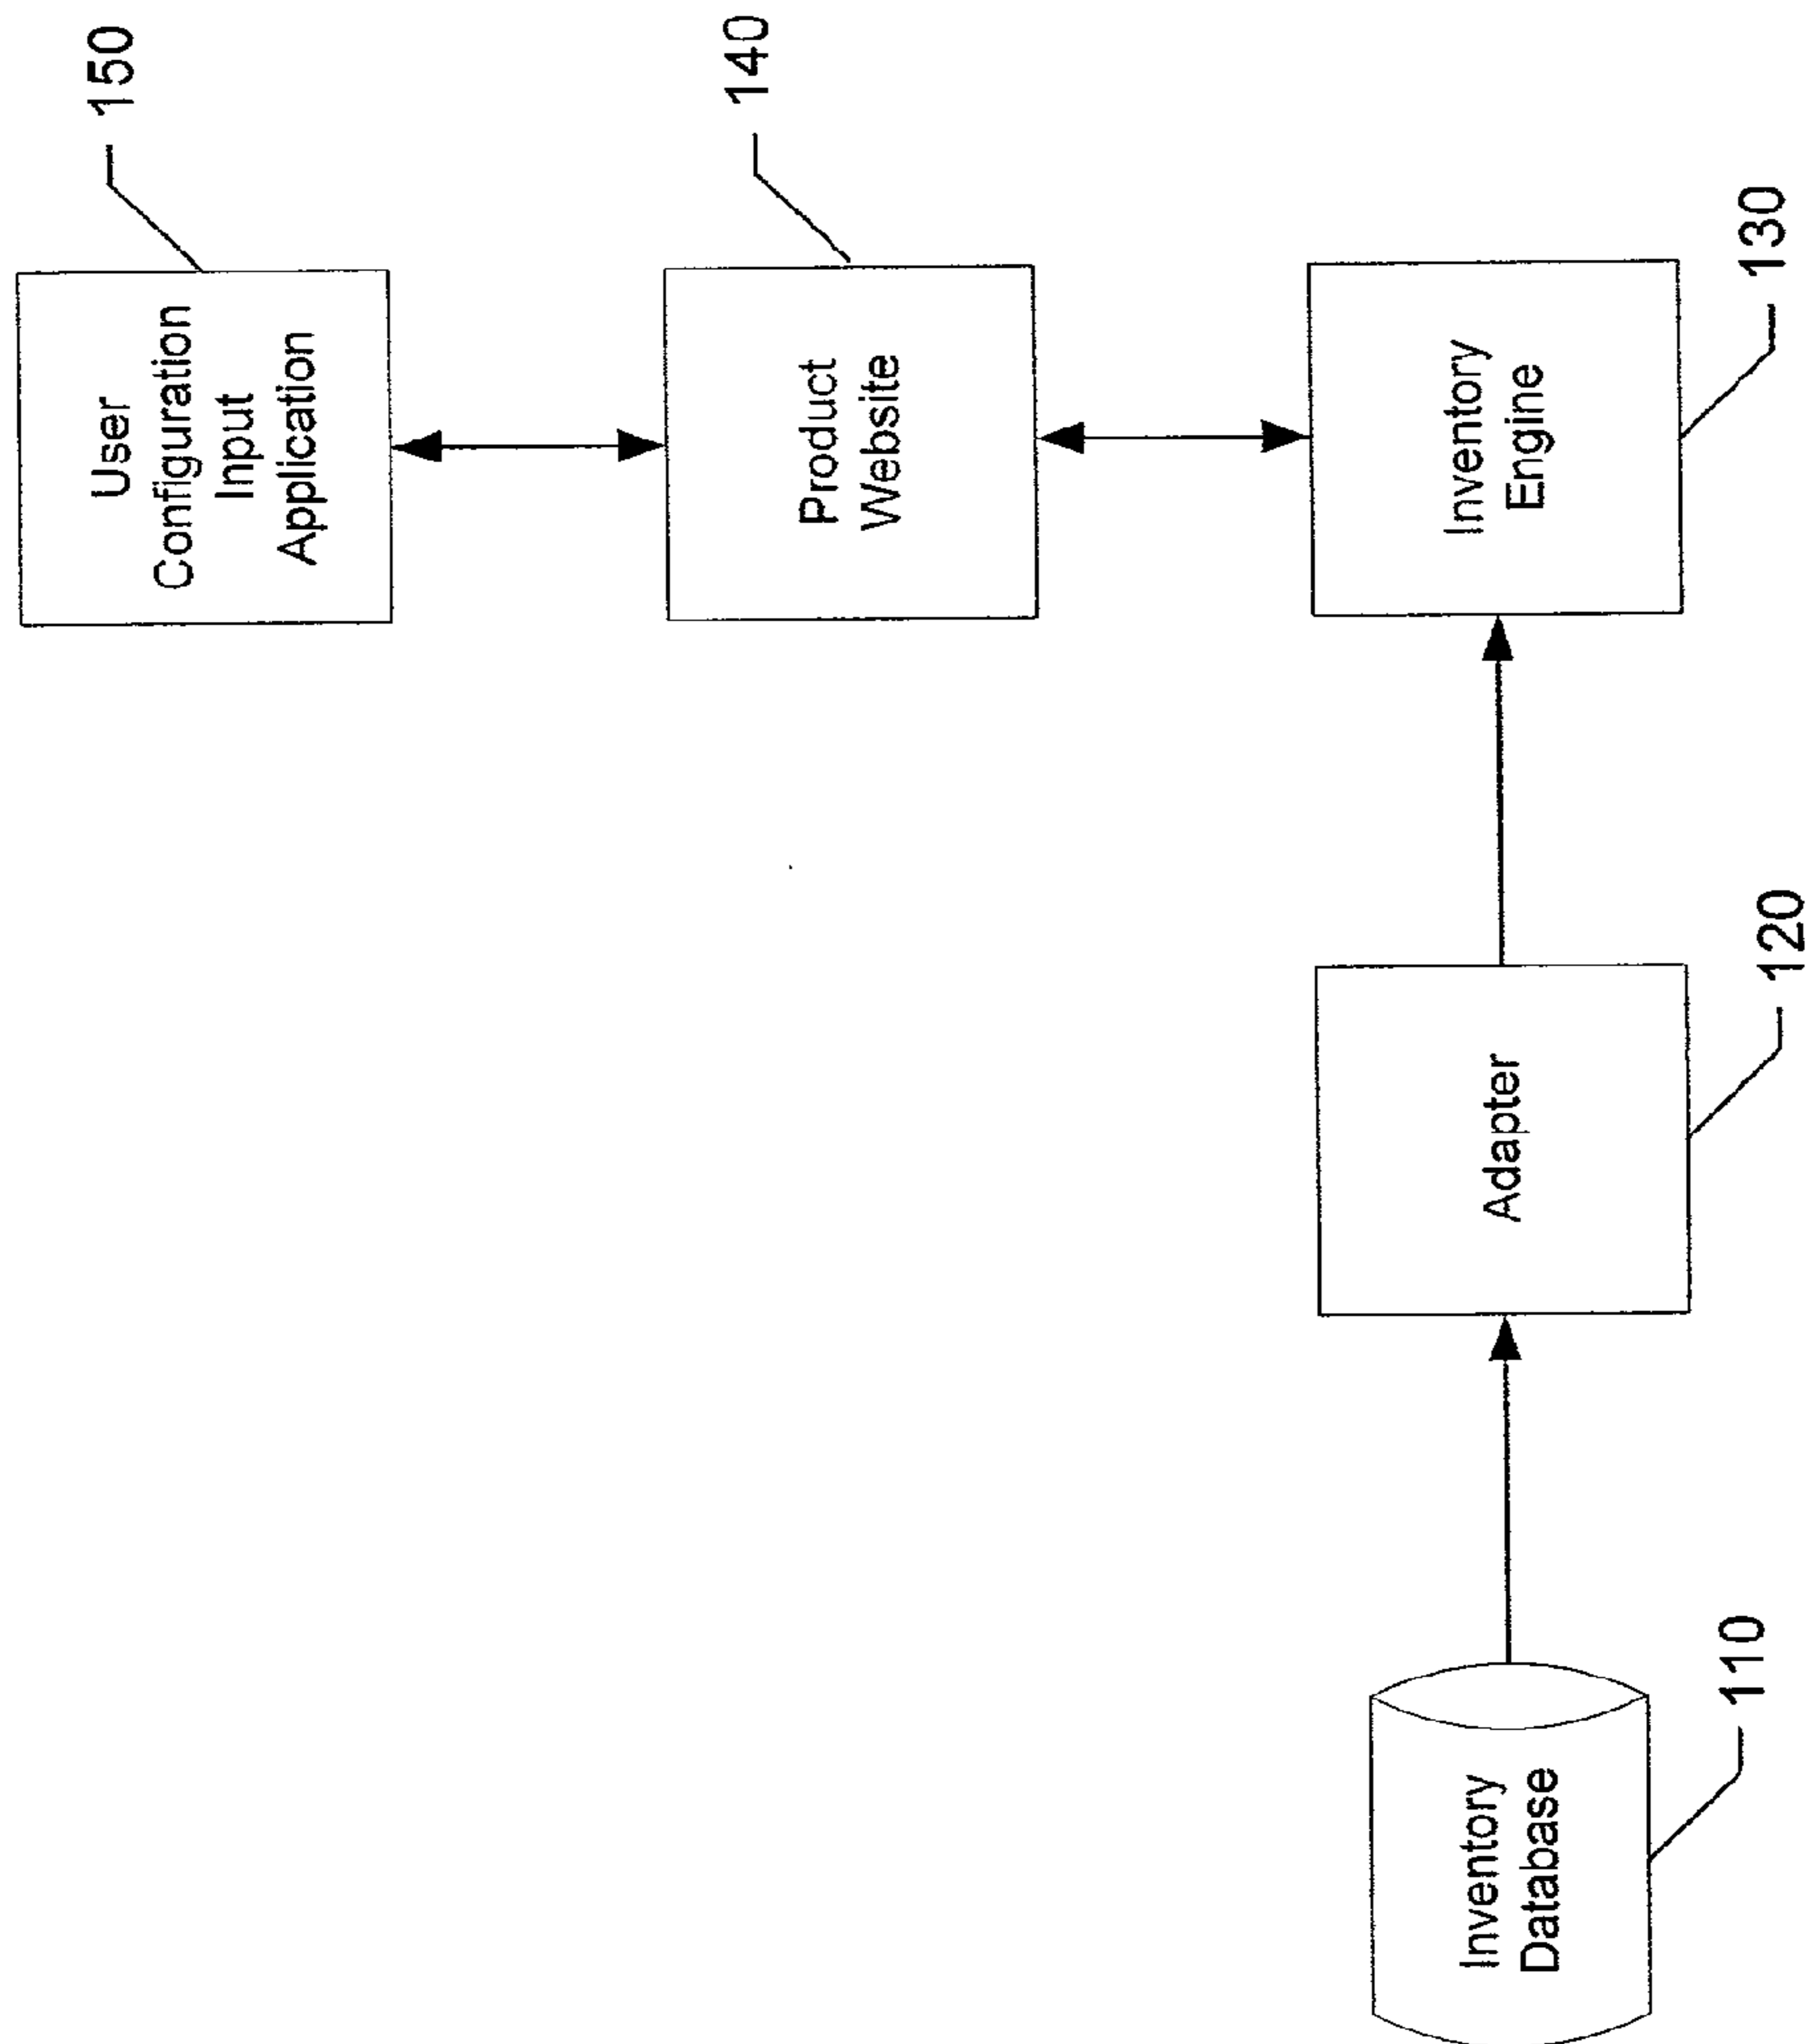 Inventory
Database
110
Adapter
120
Inventory
Engine
130
Product
Website
140
User
Configuration
Input
Application
150